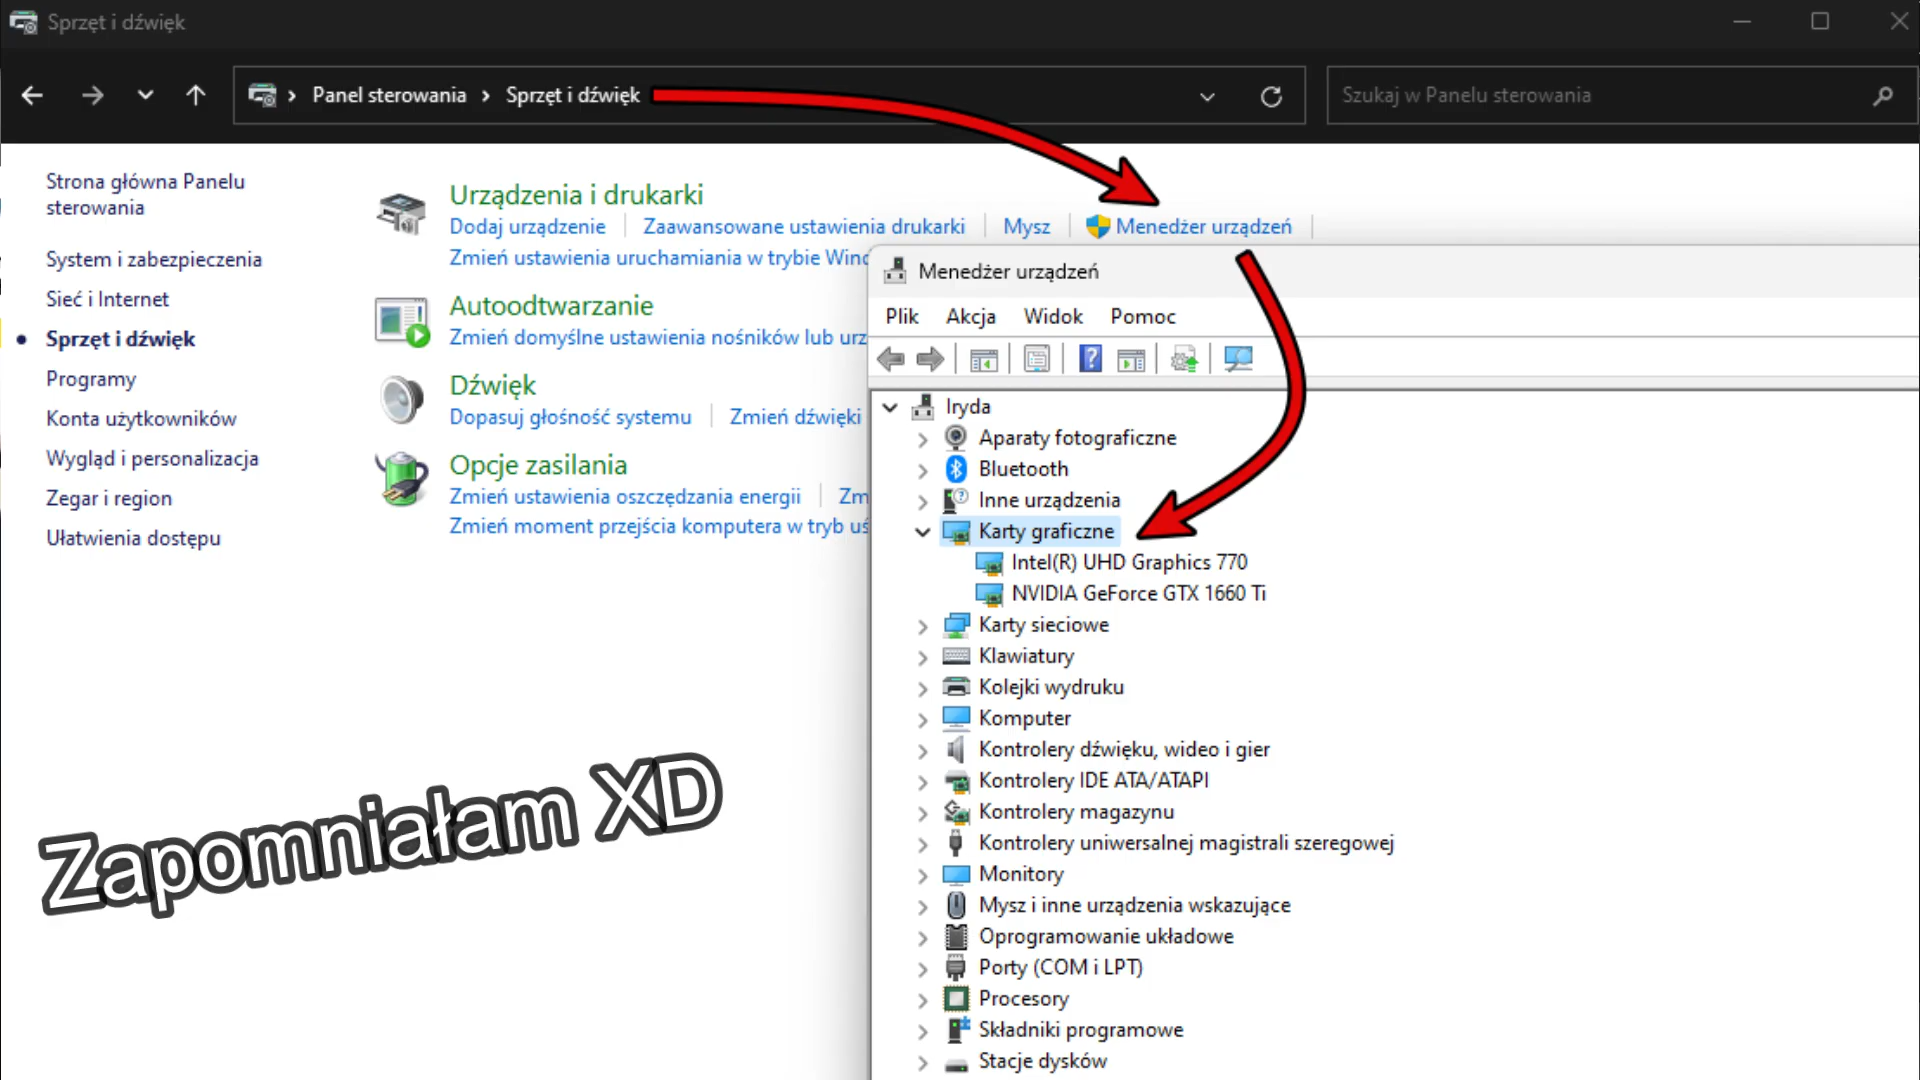 Sprzęt i dźwięk
Panel sterowania
Sprzęt i dźwięk
Szukaj w Panelu sterowania
Strona główna Panelu
sterowania
System i zabezpieczenia
Sieć i Internet
Sprzęt i dźwięk
Programy
Konta użytkowników
Wygląd i personalizacja
Zegar i region
Ułatwienia dostępu
Urządzenia i drukarki
Dodaj urządzenie
Zaawansowane ustawienia drukarki
Mysz
Menedżer urządzeń
Zmień ustawienia uruchamiania w trybie Wind
Autoodtwarzanie
Zmień domyślne ustawienia nośników lub urz
Dźwięk
Dopasuj głośność systemu
Zmień dźwięki
Opcje zasilania
Zmień ustawienia oszczędzania energii
Zm
Zmień moment przejścia komputera w tryb uś
Zapomniałam XD
Menedżer urządzeń
Plik Akcja Widok Pomoc
Iryda
Aparaty fotograficzne
Bluetooth
Inne urządzenia
Karty graficzne
Intel(R) UHD Graphics 770
NVIDIA GeForce GTX 1660 Ti
Karty sieciowe
Klawiatury
Kolejki wydruku
Komputer
Kontrolery dźwięku, wideo i gier
Kontrolery IDE ATA/ATAPI
Kontrolery magazynu
Kontrolery uniwersalnej magistrali szeregowej
Monitory
Mysz i inne urządzenia wskazujące
Oprogramowanie układowe
Porty (COM i LPT)
Procesory
Składniki programowe
Stacje dysków